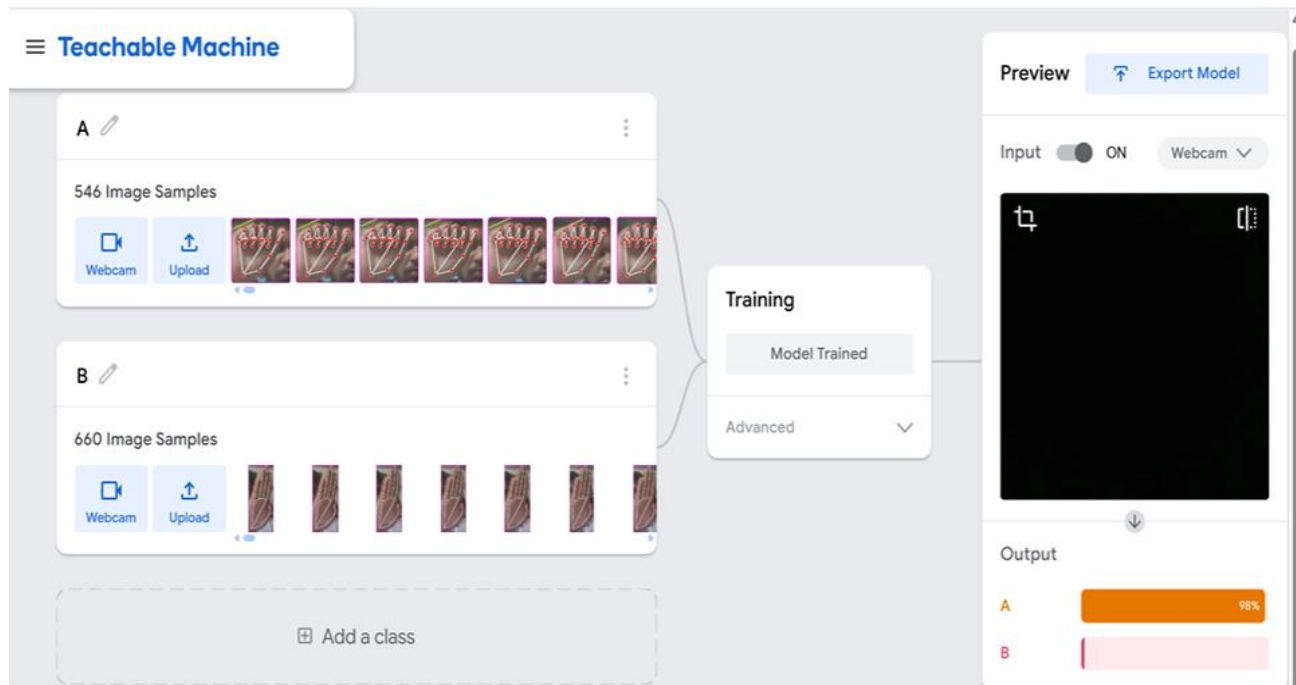 Teachable Machine
A
546 Image Samples
Webcam
Upload
B
660 Image Samples
Webcam
Upload
Add a class
Training
Model Trained
Advanced
Preview
Export Model
Input
ON
Webcam
Output
A
98%
B